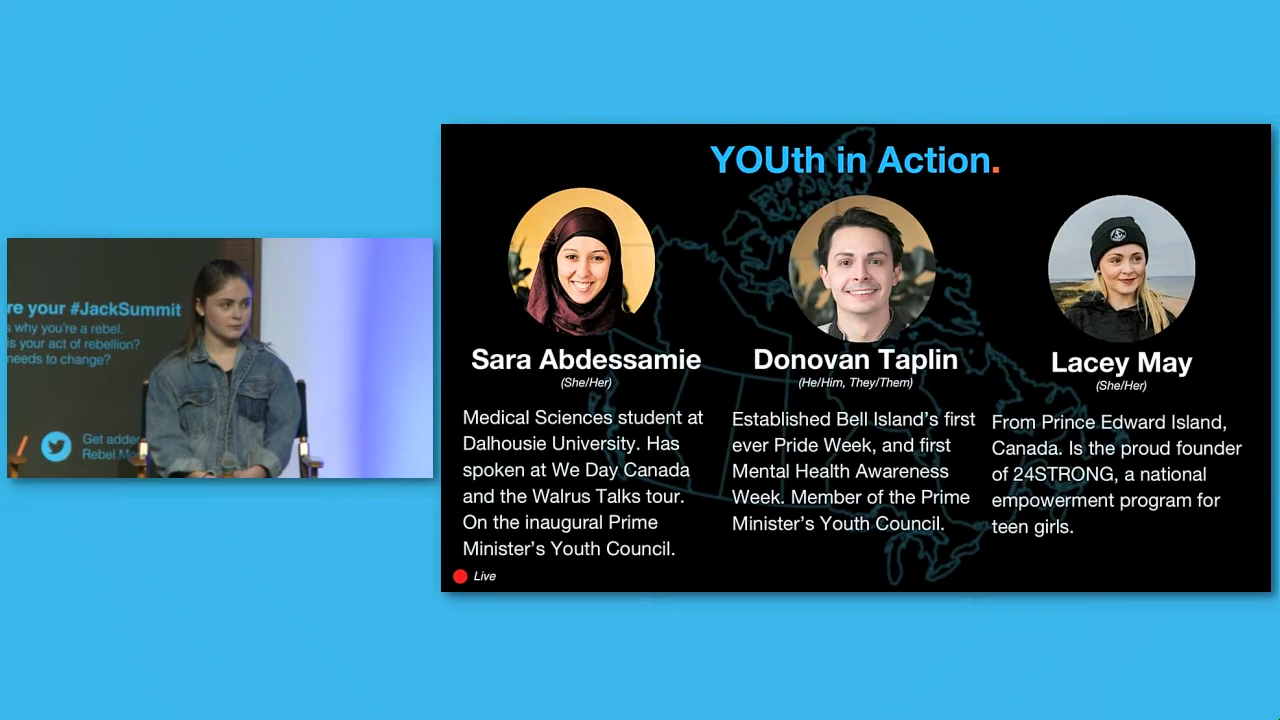 re your #JackSummit
s why you're a rebel.
is your act of rebellion?
needs to change?
Get adde
Rebel Mo
YOUth in Action.
Sara Abdessamie
(She/Her)
Medical Sciences student at
Dalhousie University. Has
spoken at We Day Canada
and the Walrus Talks tour.
On the inaugural Prime
Minister's Youth Council.
Donovan Taplin
(He/Him, They/Them)
Established Bell Island's first
ever Pride Week, and first
Mental Health Awareness
Week. Member of the Prime
Minister's Youth Council.
Lacey May
(She/Her)
From Prince Edward Island,
Canada. Is the proud founder
of 24STRONG, a national
empowerment program for
teen girls.
Live